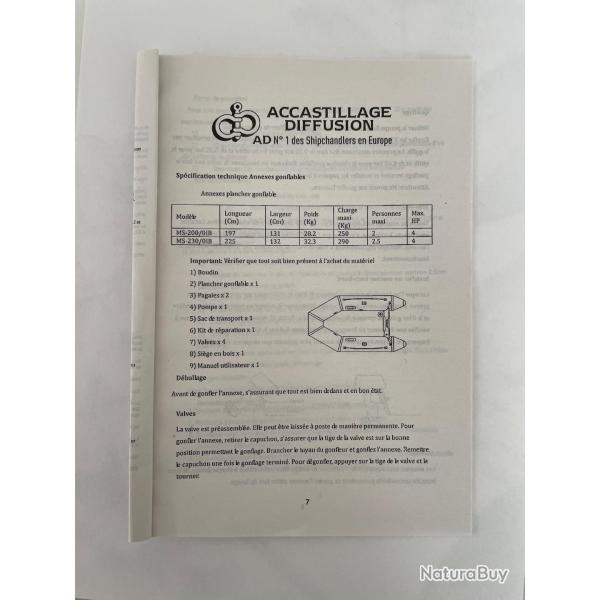 ACCASTILLAGE
DIFFUSION
AD N° 1 des Shipchandlers en Europe
Spécification technique Annexes gonflables
Annexes plancher gonflable
Modèle Longueur (Cm) Largeur (Cm) Poids (Kg) Charge maxi (Kg) Personnes maxi Max. HP
MS-200/01B 197 131 28.2 250 2 4
MS-230/01B 225 132 32.3 290 2.5 4
Important: Vérifier que tout soit bien présent à l'achat du matériel
1) Boudin
2) Plancher gonflable x 1
3) Pagaies x 2
4) Pompe x 1
5) Sac de transport x 1
6) Kit de réparation x 1
7) Valves x 4
8) Siège en bois x 1
9) Manuel utilisateur x 1
Déballage
Avant de gonfler l'annexe, s'assurant que tout est bien dedans et en bon état.
Valves
La valve est préassemblée. Elle peut être laissée à poste de manière permanente. Pour
gonfler l'annexe, retirer le capuchon, s'assurer que la tige de la valve est sur la bonne
position permettant le gonflage. Brancher le tuyau du gonfleur et gonflez l'annexe. Remettre
le capuchon une fois le gonflage terminé. Pour dégonfler, appuyer sur la tige de la valve et la
tourner.
7
NaturaBuy